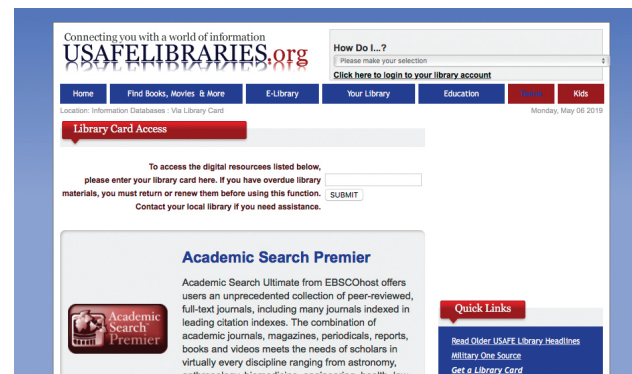 Connecting you with a world of information
USAFELIBRARIES.org
How Do I...?
Please make your selection
Click here to login to your library account
Home Find Books, Movies & More E-Library Your Library Education Teens Kids
Location: Information Databases : Via Library Card Monday, May 06 2019
Library Card Access
To access the digital resourcees listed below,
please enter your library card here. If you have overdue library
materials, you must return or renew them before using this function.
Contact your local library if you need assistance.
SUBMIT
Academic Search Premier
Academic
Search
Premier
Academic Search Ultimate from EBSCOhost offers
users an unprecedented collection of peer-reviewed,
full-text journals, including many journals indexed in
leading citation indexes. The combination of
academic journals, magazines, periodicals, reports,
books and videos meets the needs of scholars in
virtually every discipline ranging from astronomy,
anthropology, biomedicine, engineering, health, law
Quick Links
Read Older USAFE Library Headlines
Military One Source
Get a Library Card